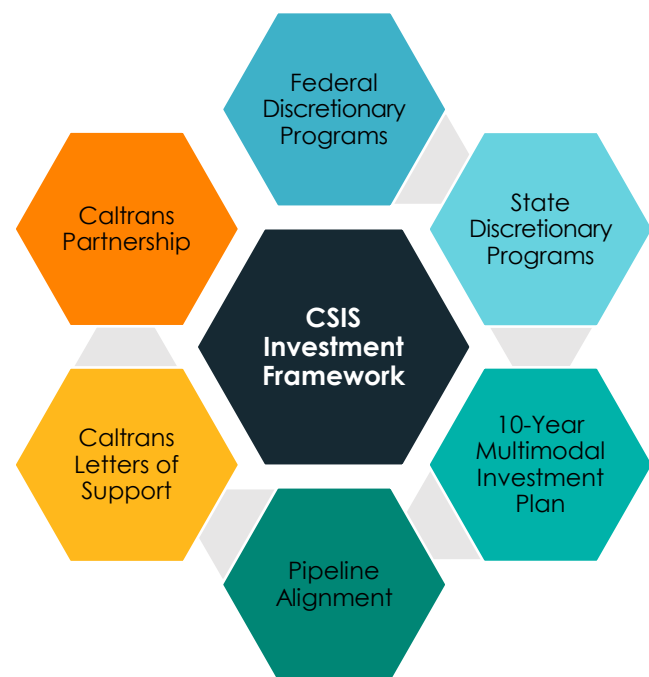 Federal
Discretionary
Programs
State
Discretionary
Programs
10-Year
Multimodal
Investment
Plan
Pipeline
Alignment
Caltrans
Letters of
Support
Caltrans
Partnership
CSIS
Investment
Framework